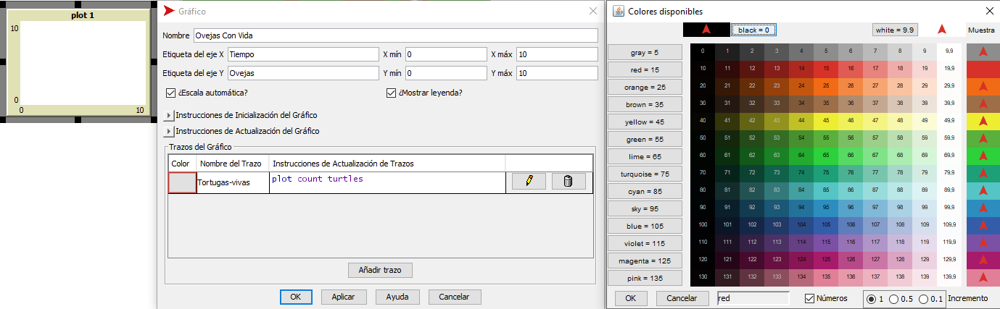 plot 1
10
0
0
10
Gráfico
Nombre Ovejas Con Vida
Etiqueta del eje X Tiempo X mín 0 X máx 10
Etiqueta del eje Y Ovejas Y mín 0 Y máx 10
¿Escala automática? ¿Mostrar leyenda?
Instrucciones de Inicialización del Gráfico
Instrucciones de Actualización del Gráfico
Trazos del Gráfico
Color Nombre del Trazo Instrucciones de Actualización de Trazos
Tortugas-vivas plot count turtles
Añadir trazo
OK Aplicar Ayuda Cancelar
Colores disponibles
black = 0 white = 9.9 Muestra
gray = 5 0 1 2 3 4 5 6 7 8 9 9,9
red = 15 10 11 12 13 14 15 16 17 18 19 19,9
orange = 25 20 21 22 23 24 25 26 27 28 29 29,9
brown = 35 30 31 32 33 34 35 36 37 38 39 39,9
yellow = 45 40 41 42 43 44 45 46 47 48 49 49,9
green = 55 50 51 52 53 54 55 56 57 58 59 59,9
lime = 65 60 61 62 63 64 65 66 67 68 69 69,9
turquoise = 75 70 71 72 73 74 75 76 77 78 79 79,9
cyan = 85 80 81 82 83 84 85 86 87 88 89 89,9
sky = 95 90 91 92 93 94 95 96 97 98 99 99,9
blue = 105 100 101 102 103 104 105 106 107 108 109 109,9
violet = 115 110 111 112 113 114 115 116 117 118 119 119,9
magenta = 125 120 121 122 123 124 125 126 127 128 129 129,9
pink = 135 130 131 132 133 134 135 136 137 138 139 139,9
OK Cancelar red Números 1 0.5 0.1 Incremento